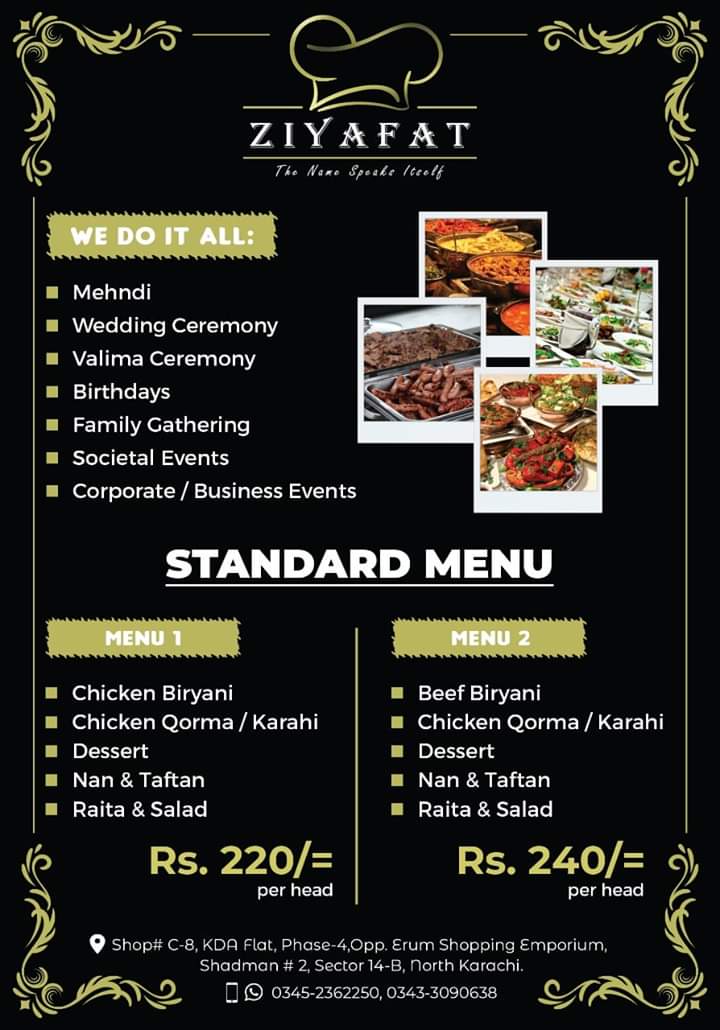 ZIYAFAT
The Name Speaks Itself
WE DO IT ALL:
Mehndi
Wedding Ceremony
Valima Ceremony
Birthdays
Family Gathering
Societal Events
Corporate / Business Events
STANDARD MENU
MENU 1
Chicken Biryani
Chicken Qorma / Karahi
Dessert
Nan & Taftan
Raita & Salad
Rs. 220/=
per head
MENU 2
Beef Biryani
Chicken Qorma / Karahi
Dessert
Nan & Taftan
Raita & Salad
Rs. 240/=
per head
Shop# C-8, KDA Flat, Phase-4,Opp. Erum Shopping Emporium,
Shadman # 2, Sector 14-B, North Karachi.
0345-2362250, 0343-3090638